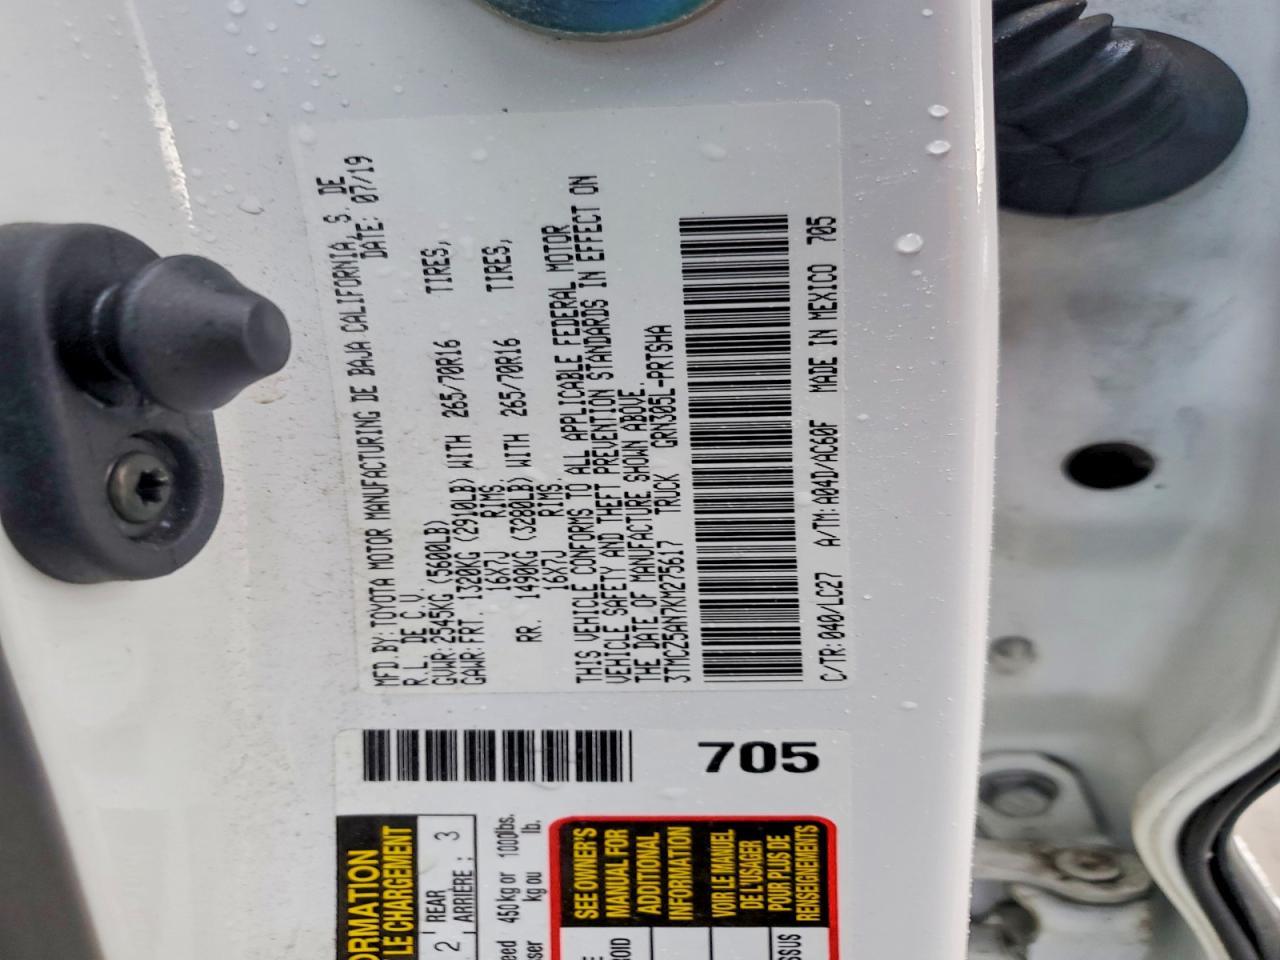 MFD.BY:TOYOTA MOTOR MANUFACTURING DE BAJA CALIFORNIA, S. DE
R.L. DE C.V. DATE: 07/19
GVWR:2545KG (5600LB)
GAWR:FRT. 1320KG (2910LB) WITH 265/70R16 TIRES,
16X7J RIMS.
RR. 1490KG (3280LB) WITH 265/70R16 TIRES,
16X7J RIMS.
THIS VEHICLE CONFORMS TO ALL APPLICABLE FEDERAL MOTOR
VEHICLE SAFETY AND THEFT PREVENTION STANDARDS IN EFFECT ON
THE DATE OF MANUFACTURE SHOWN ABOVE.
3TMCZ5AN7KM275617 TRUCK GRN305L-PRTSHA
C/TR:040/LC27 A/TM:A04D/AC60F MADE IN MEXICO 705
705
ORMATION
LE CHARGEMENT
2 REAR
ARRIÈRE : 3
eed 450 kg or 1000lbs.
sser kg ou lb.
SEE OWNER'S
MANUAL FOR
ADDITIONAL
INFORMATION
VOIR LE MANUEL
DE L'USAGER
POUR PLUS DE
RENSEIGNEMENTS